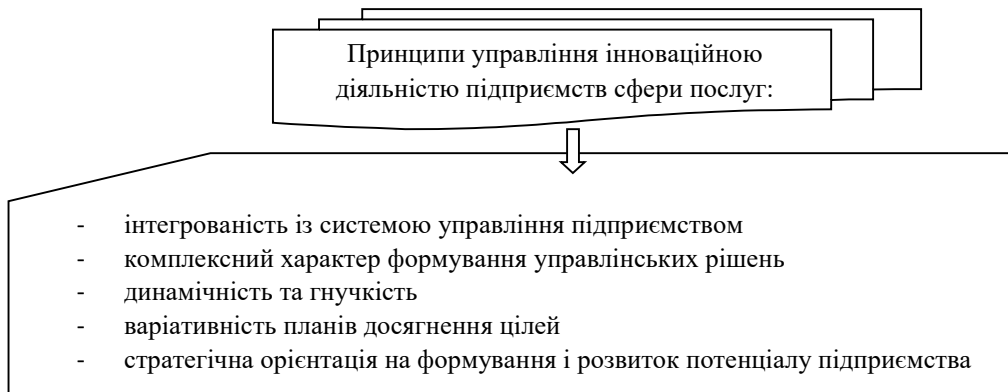 Принципи управління інноваційною
діяльністю підприємств сфери послуг:
- інтегрованість із системою управління підприємством
- комплексний характер формування управлінських рішень
- динамічність та гнучкість
- варіативність планів досягнення цілей
- стратегічна орієнтація на формування і розвиток потенціалу підприємства